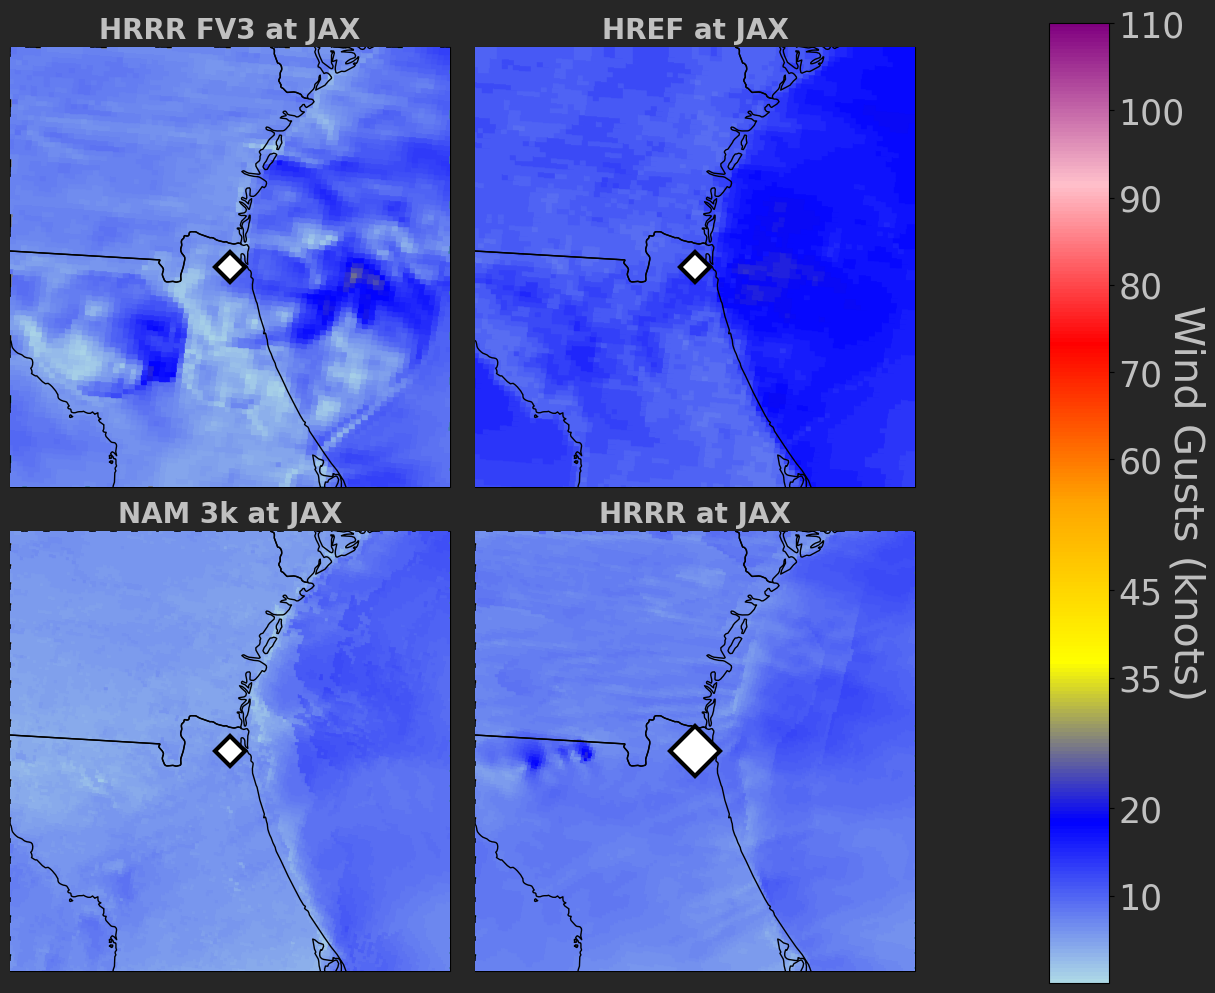 HRRR FV3 at JAX
HREF at JAX
NAM 3k at JAX
HRRR at JAX
110
100
90
80
70
60
45
35
20
10
Wind Gusts (knots)